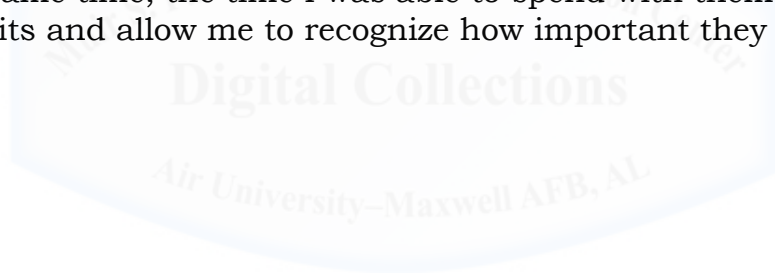 ame time, the time I was able to spend with them
its and allow me to recognize how important they
Digital Collections
Air University–Maxwell AFB, AL